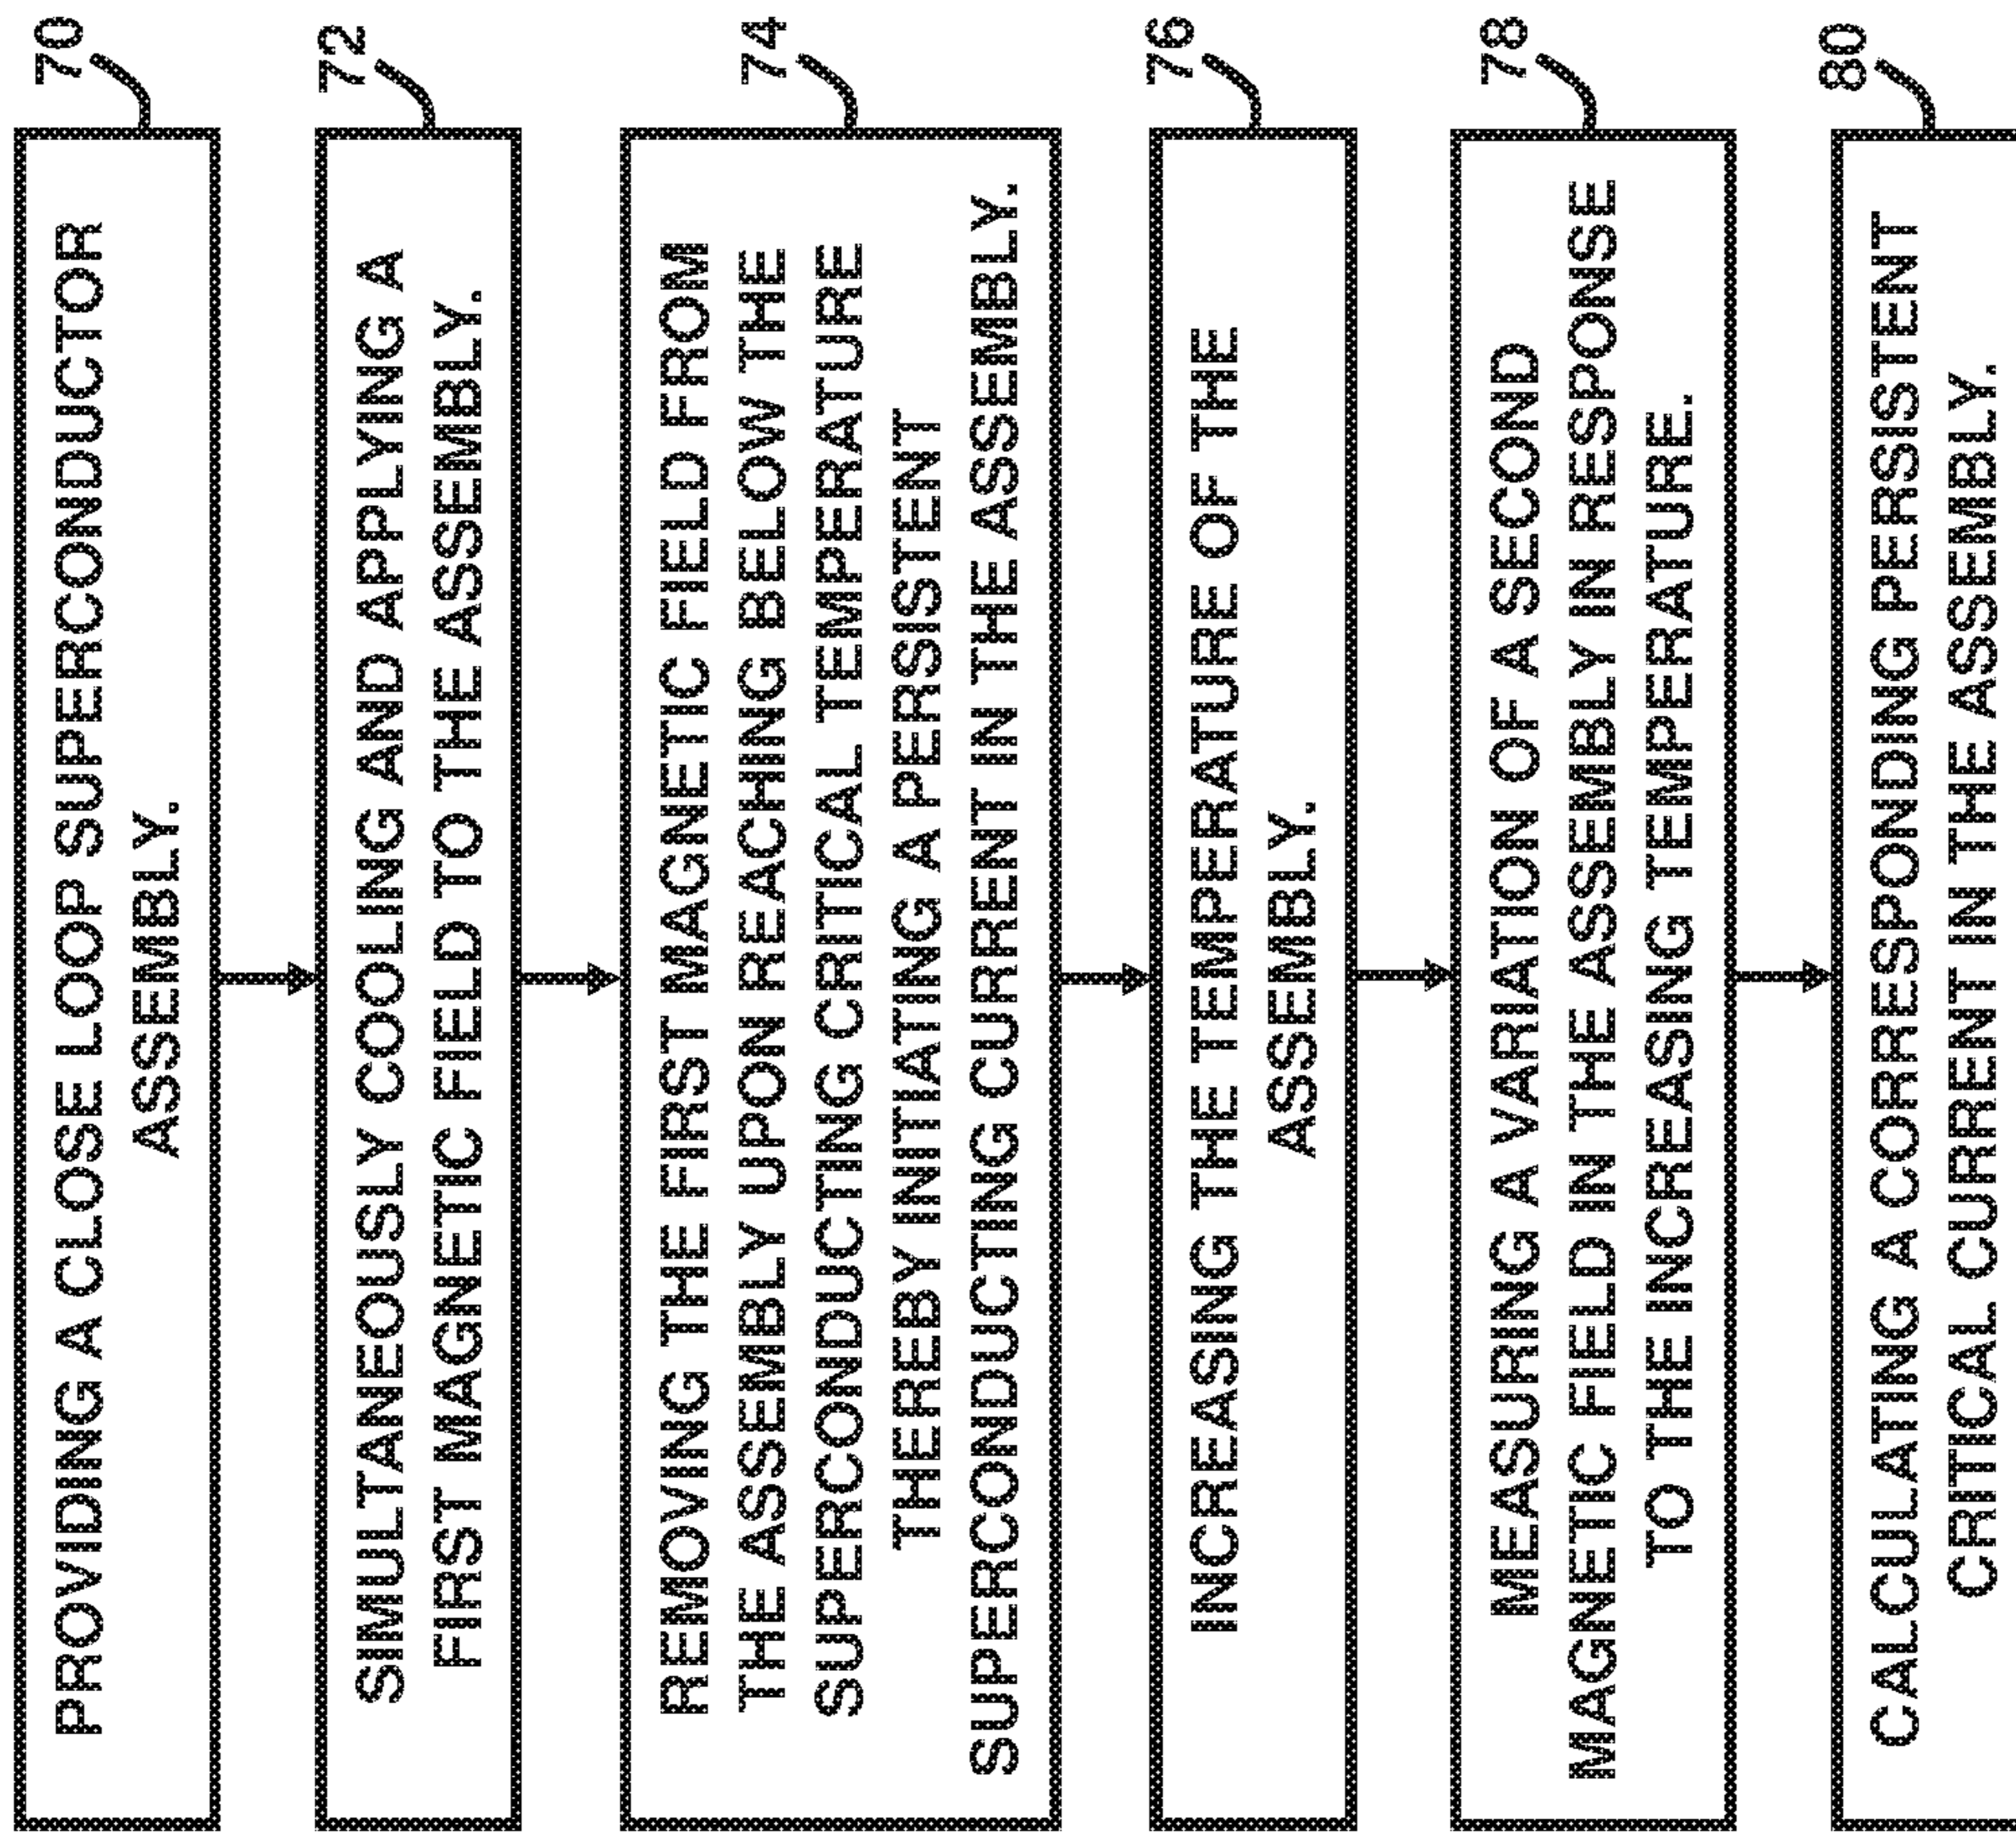 70
PROVIDING A CLOSE LOOP SUPERCONDUCTOR
ASSEMBLY.
72
SIMULTANEOUSLY COOLING AND APPLYING A
FIRST MAGNETIC FIELD TO THE ASSEMBLY.
74
REMOVING THE FIRST MAGNETIC FIELD FROM
THE ASSEMBLY UPON REACHING BELOW THE
SUPERCONDUCTING CRITICAL TEMPERATURE
THEREBY INITIATING A PERSISTENT
SUPERCONDUCTING CURRENT IN THE ASSEMBLY.
76
INCREASING THE TEMPERATURE OF THE
ASSEMBLY.
78
MEASURING A VARIATION OF A SECOND
MAGNETIC FIELD IN THE ASSEMBLY IN RESPONSE
TO THE INCREASING TEMPERATURE.
80
CALCULATING A CORRESPONDING PERSISTENT
CRITICAL CURRENT IN THE ASSEMBLY.